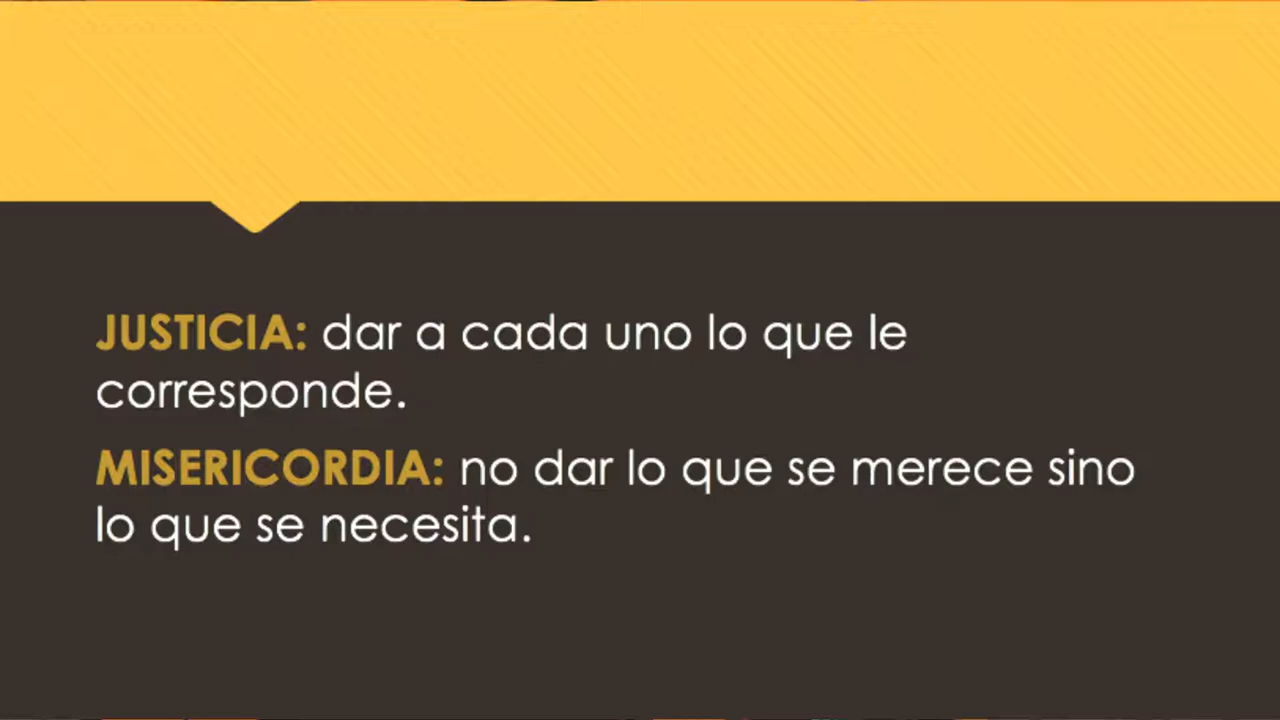 JUSTICIA: dar a cada uno lo que le
corresponde.
MISERICORDIA: no dar lo que se merece sino
lo que se necesita.